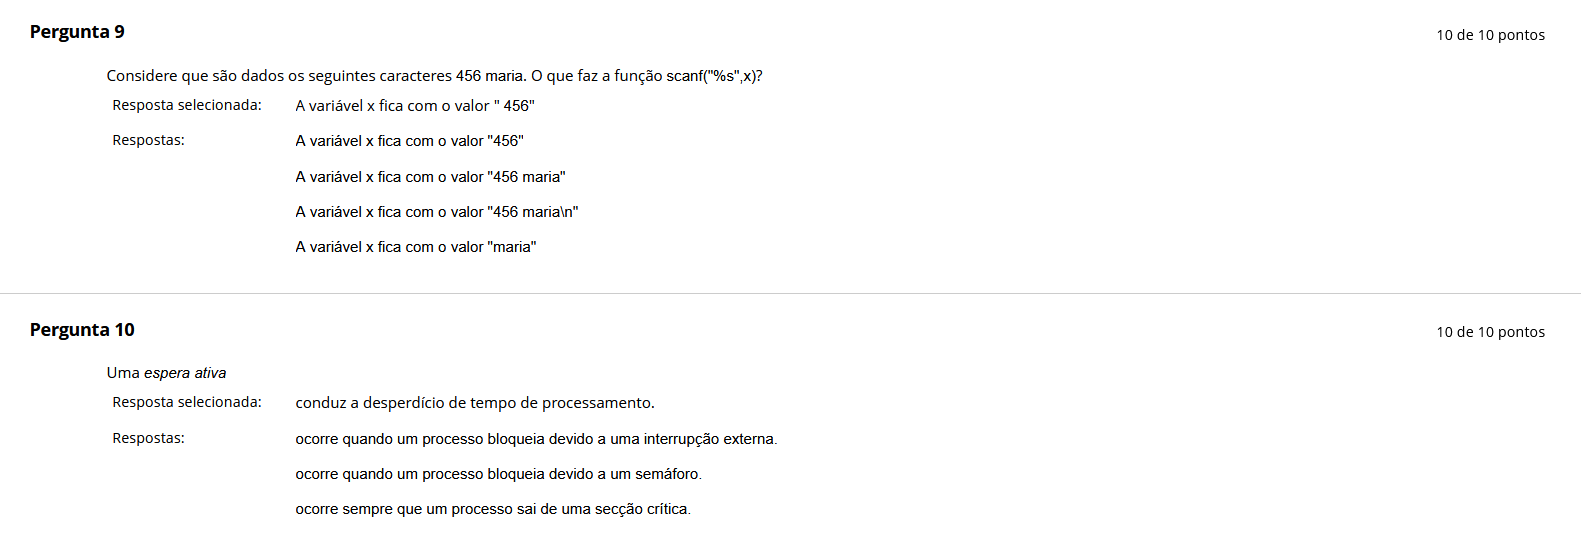 Pergunta 9
10 de 10 pontos
Considere que são dados os seguintes caracteres 456 maria. O que faz a função scanf("%s",x)?
Resposta selecionada: A variável x fica com o valor " 456"
Respostas: A variável x fica com o valor "456"
A variável x fica com o valor "456 maria"
A variável x fica com o valor "456 maria\n"
A variável x fica com o valor "maria"
Pergunta 10
10 de 10 pontos
Uma espera ativa
Resposta selecionada: conduz a desperdício de tempo de processamento.
Respostas: ocorre quando um processo bloqueia devido a uma interrupção externa.
ocorre quando um processo bloqueia devido a um semáforo.
ocorre sempre que um processo sai de uma secção crítica.